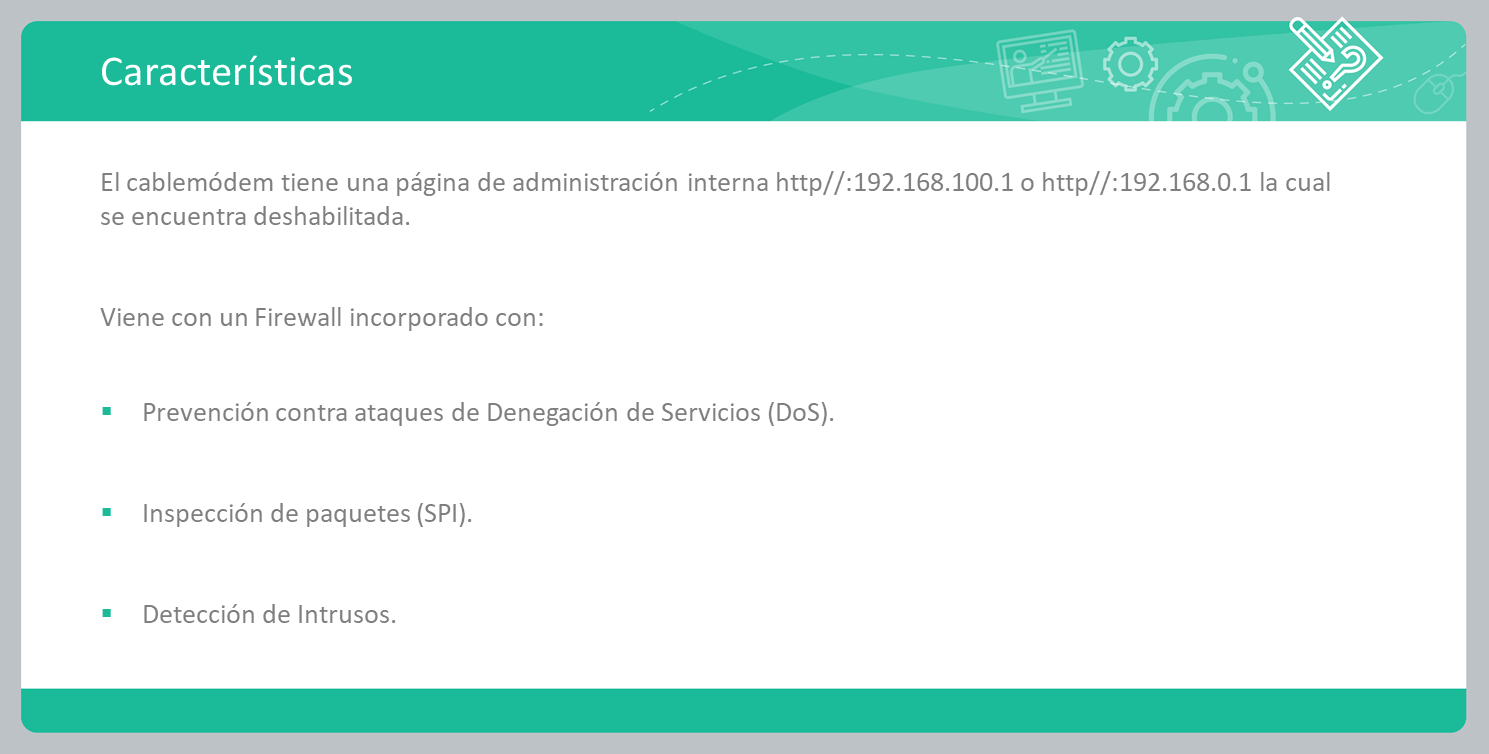 Características
El cablemódem tiene una página de administración interna http//:192.168.100.1 o http//:192.168.0.1 la cual
se encuentra deshabilitada.
Viene con un Firewall incorporado con:
Prevención contra ataques de Denegación de Servicios (DoS).
Inspección de paquetes (SPI).
Detección de Intrusos.